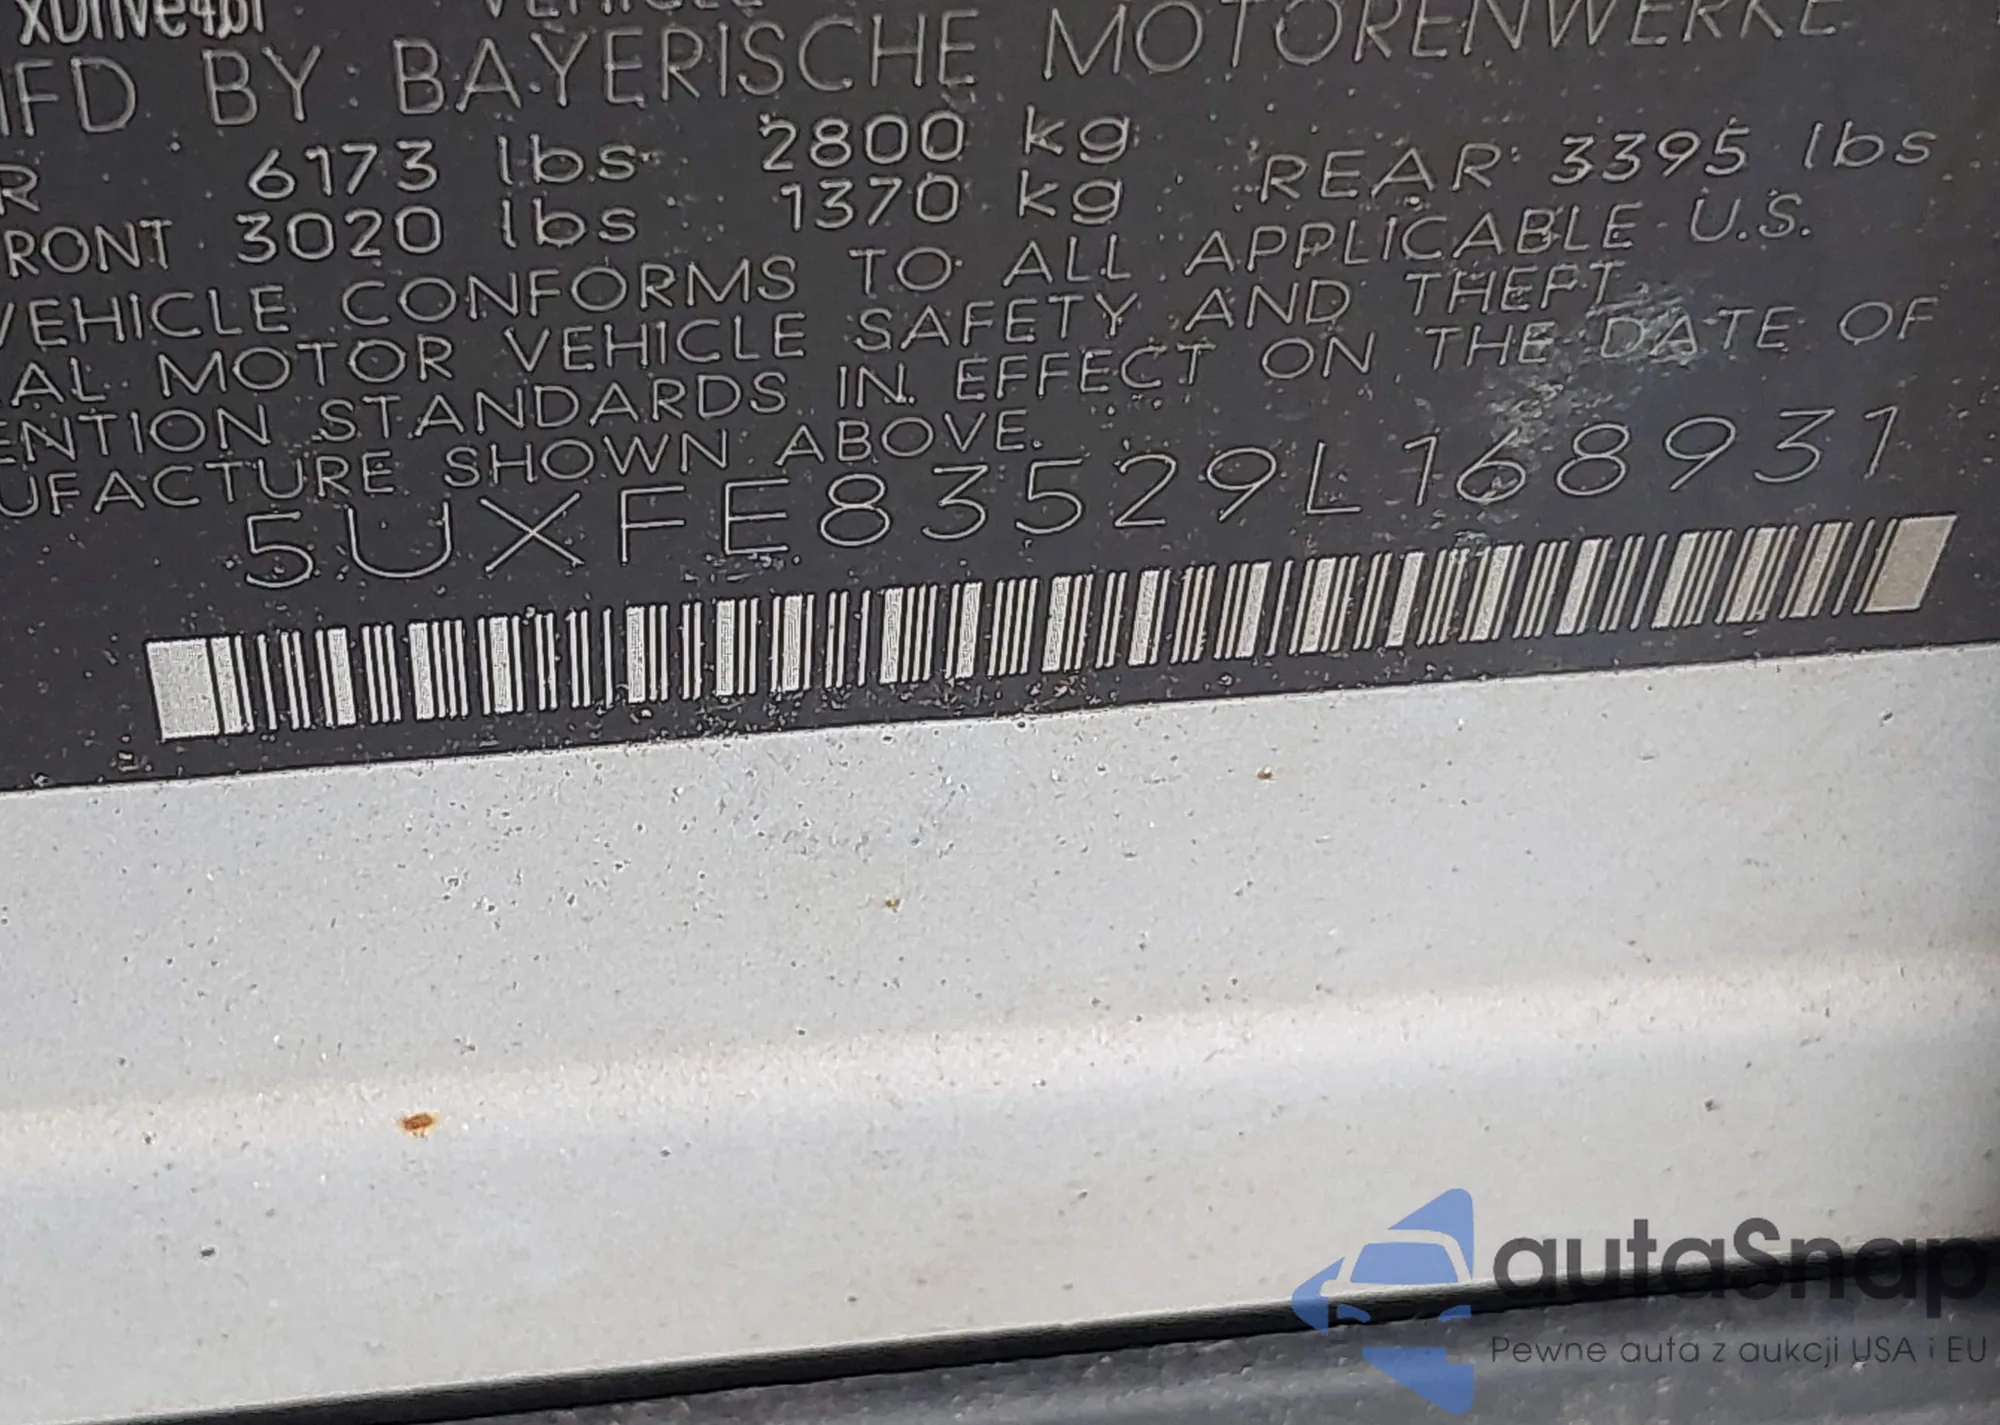 xDrive48i
VEHICLE
MFD BY: BAYERISCHE MOTORENWERKE
R 6173 lbs 2800 kg
RONT 3020 lbs 1370 kg REAR: 3395 lbs
VEHICLE CONFORMS TO ALL APPLICABLE U.S.
AL MOTOR VEHICLE SAFETY AND THEFT
ENTION STANDARDS IN EFFECT ON THE DATE OF
UFACTURE SHOWN ABOVE.
5UXFE83529L168931
autaSnap
Pewne auta z aukcji USA i EU